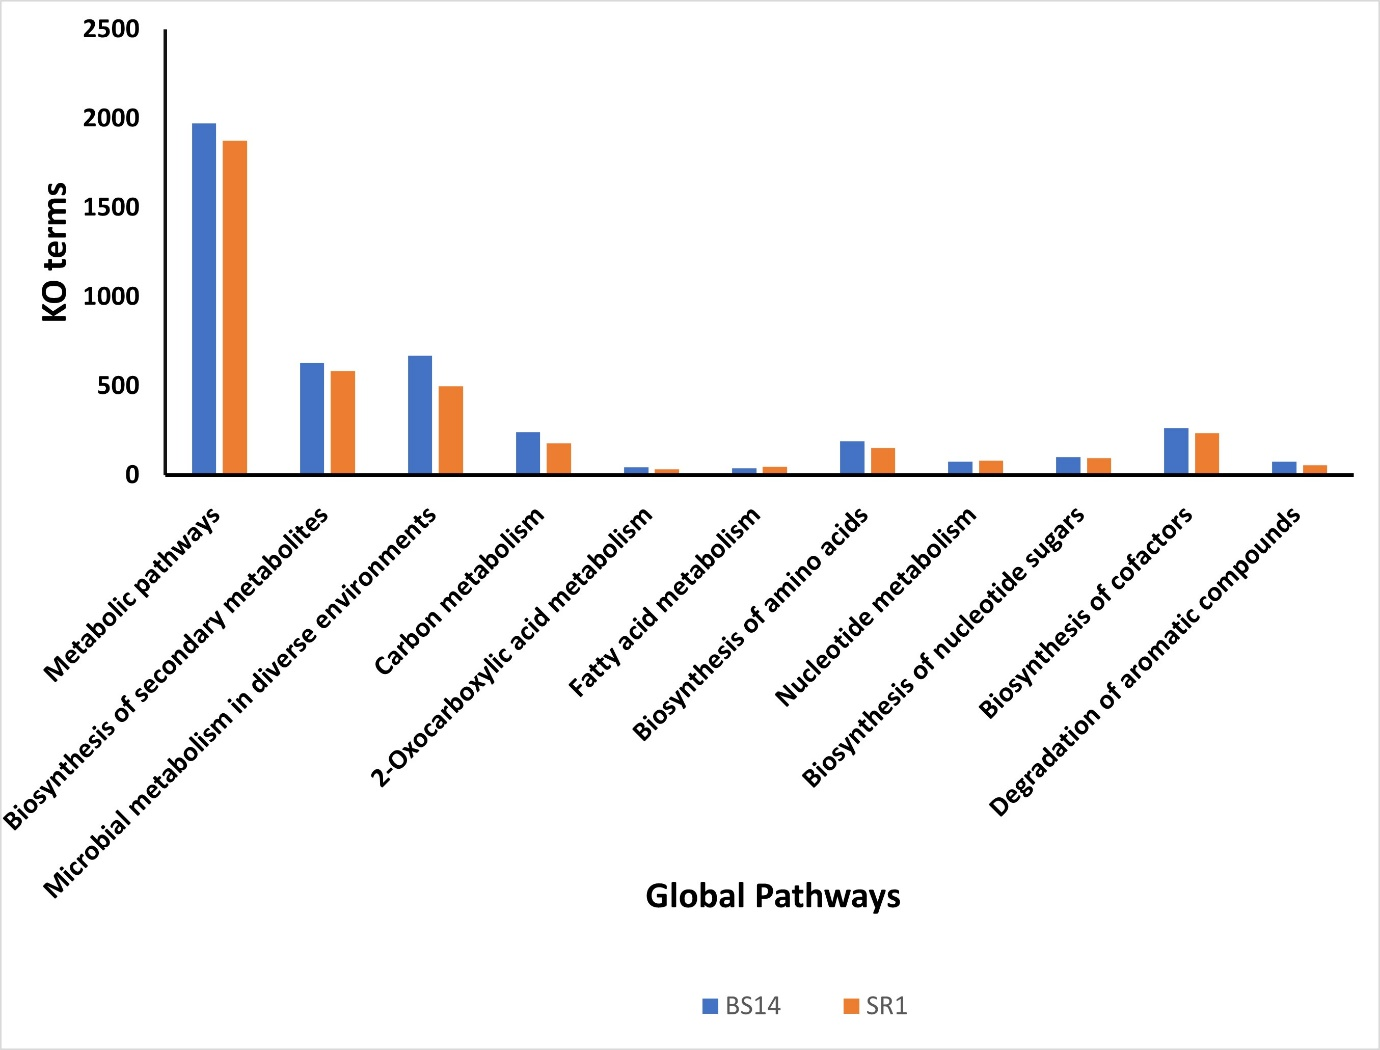 2500
2000
1500
1000
500
0
KO terms
Metabolic pathways
Biosynthesis of secondary metabolites
Microbial metabolism in diverse environments
Carbon metabolism
2-Oxocarboxylic acid metabolism
Fatty acid metabolism
Biosynthesis of amino acids
Nucleotide metabolism
Biosynthesis of nucleotide sugars
Biosynthesis of cofactors
Degradation of aromatic compounds
Global Pathways
BS14
SR1